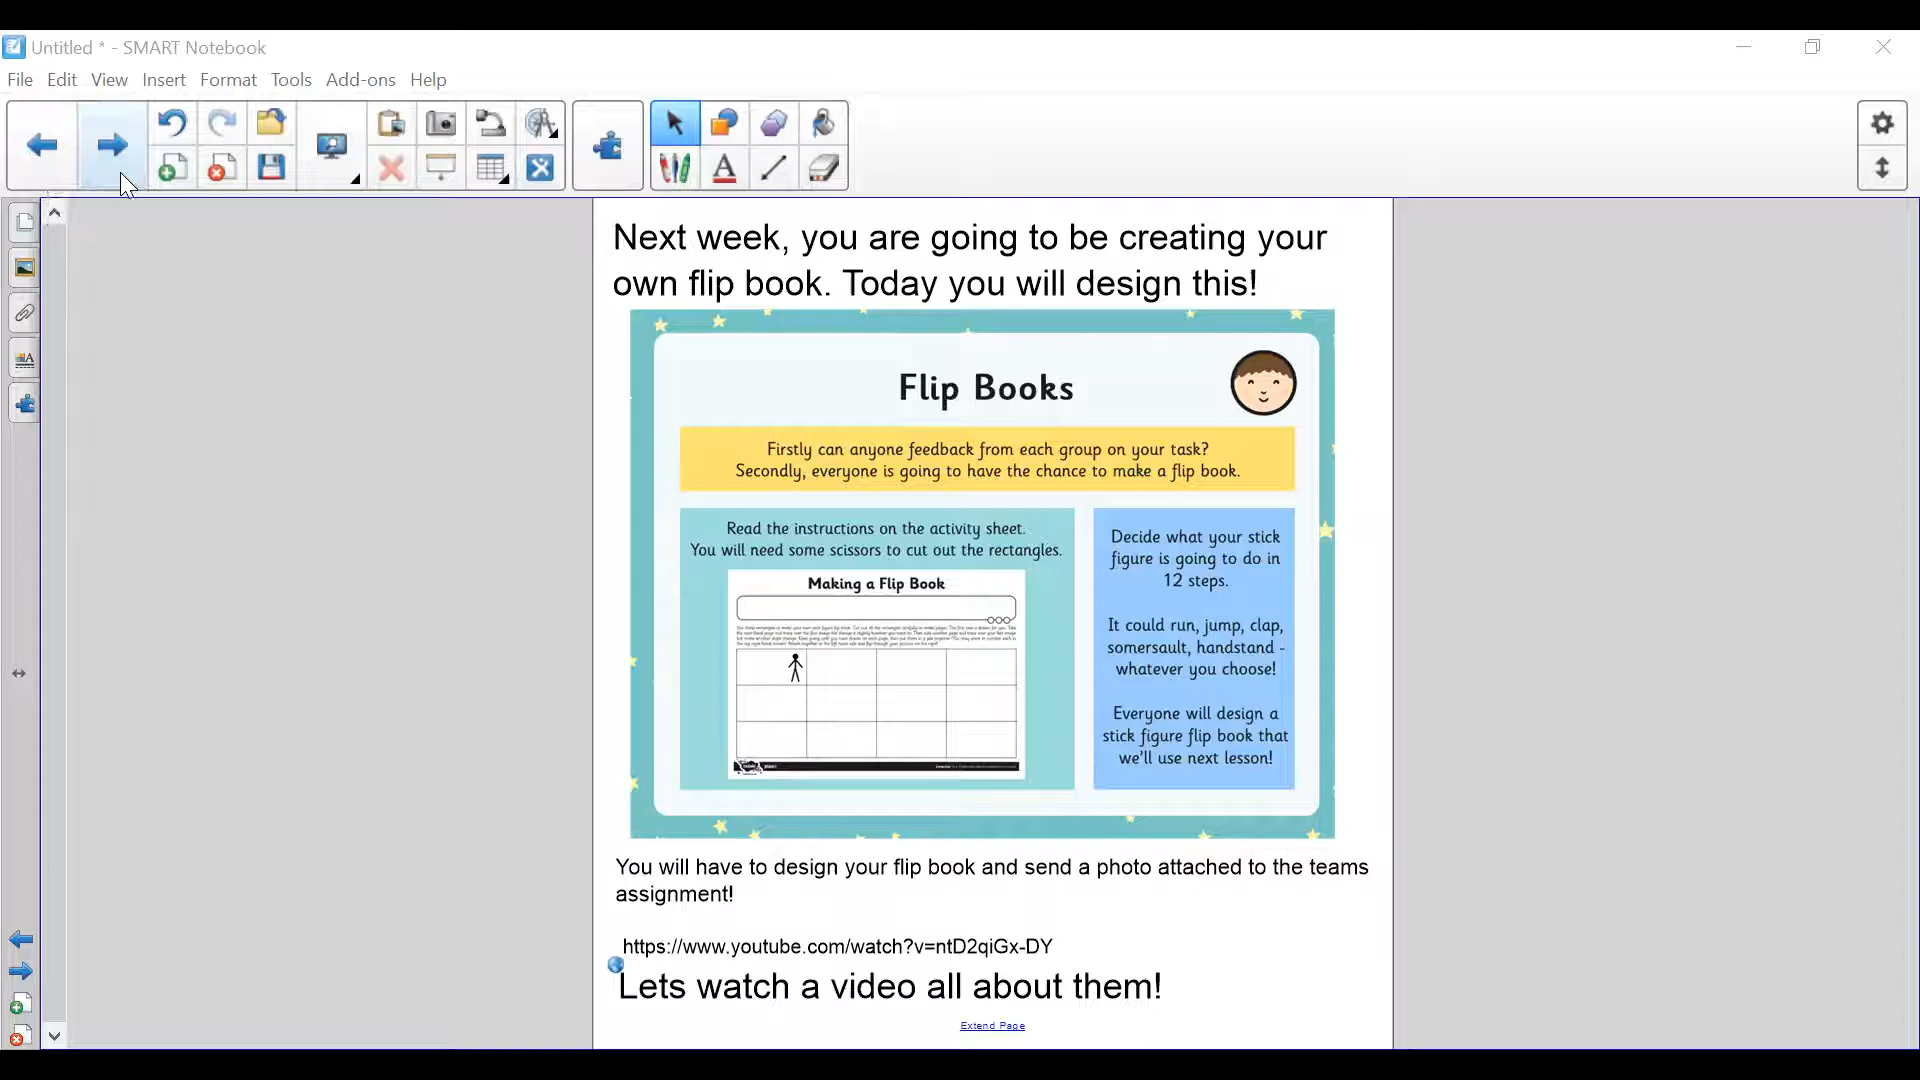 Untitled * - SMART Notebook
File Edit View Insert Format Tools Add-ons Help
Next week, you are going to be creating your
own flip book. Today you will design this!
Flip Books
Firstly can anyone feedback from each group on your task?
Secondly, everyone is going to have the chance to make a flip book.
Read the instructions on the activity sheet.
You will need some scissors to cut out the rectangles.
Making a Flip Book
Decide what your stick
figure is going to do in
12 steps.
It could run, jump, clap,
somersault, handstand -
whatever you choose!
Everyone will design a
stick figure flip book that
we'll use next lesson!
You will have to design your flip book and send a photo attached to the teams
assignment!
https://www.youtube.com/watch?v=ntD2qiGx-DY
Lets watch a video all about them!
Extend Page